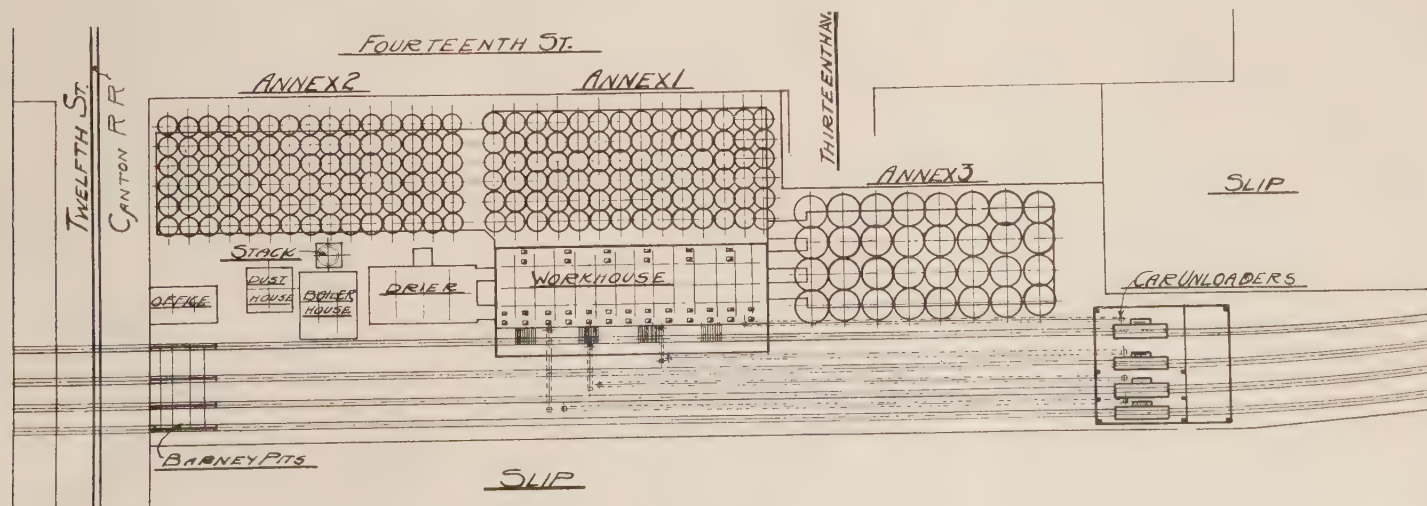 FOURTEENTH ST.
TWELFTH ST.
CANTON R R
ANNEX 2
ANNEX 1
THIRTEENTH AV.
ANNEX 3
SLIP
STACK
DUST HOUSE
BOILER HOUSE
DRIER
WORKHOUSE
OFFICE
CAR UNLOADERS
BARNEY PITS
SLIP